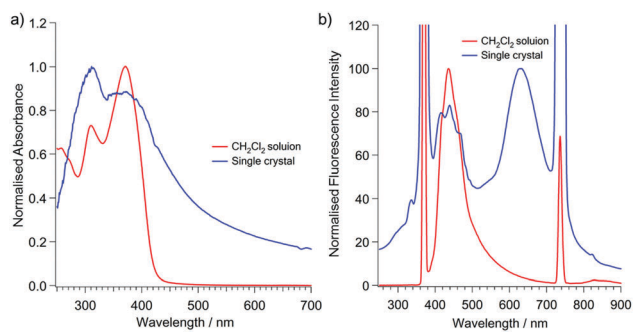 a)
Normalised Absorbance
1.2
1.0
0.8
0.6
0.4
0.2
0.0
CH2Cl2 soluion
Single crystal
300 400 500 600 700
Wavelength / nm
b)
Normalised Fluorescence Intensity
120
100
80
60
40
20
0
CH2Cl2 soluion
Single crystal
300 400 500 600 700 800 900
Wavelength / nm